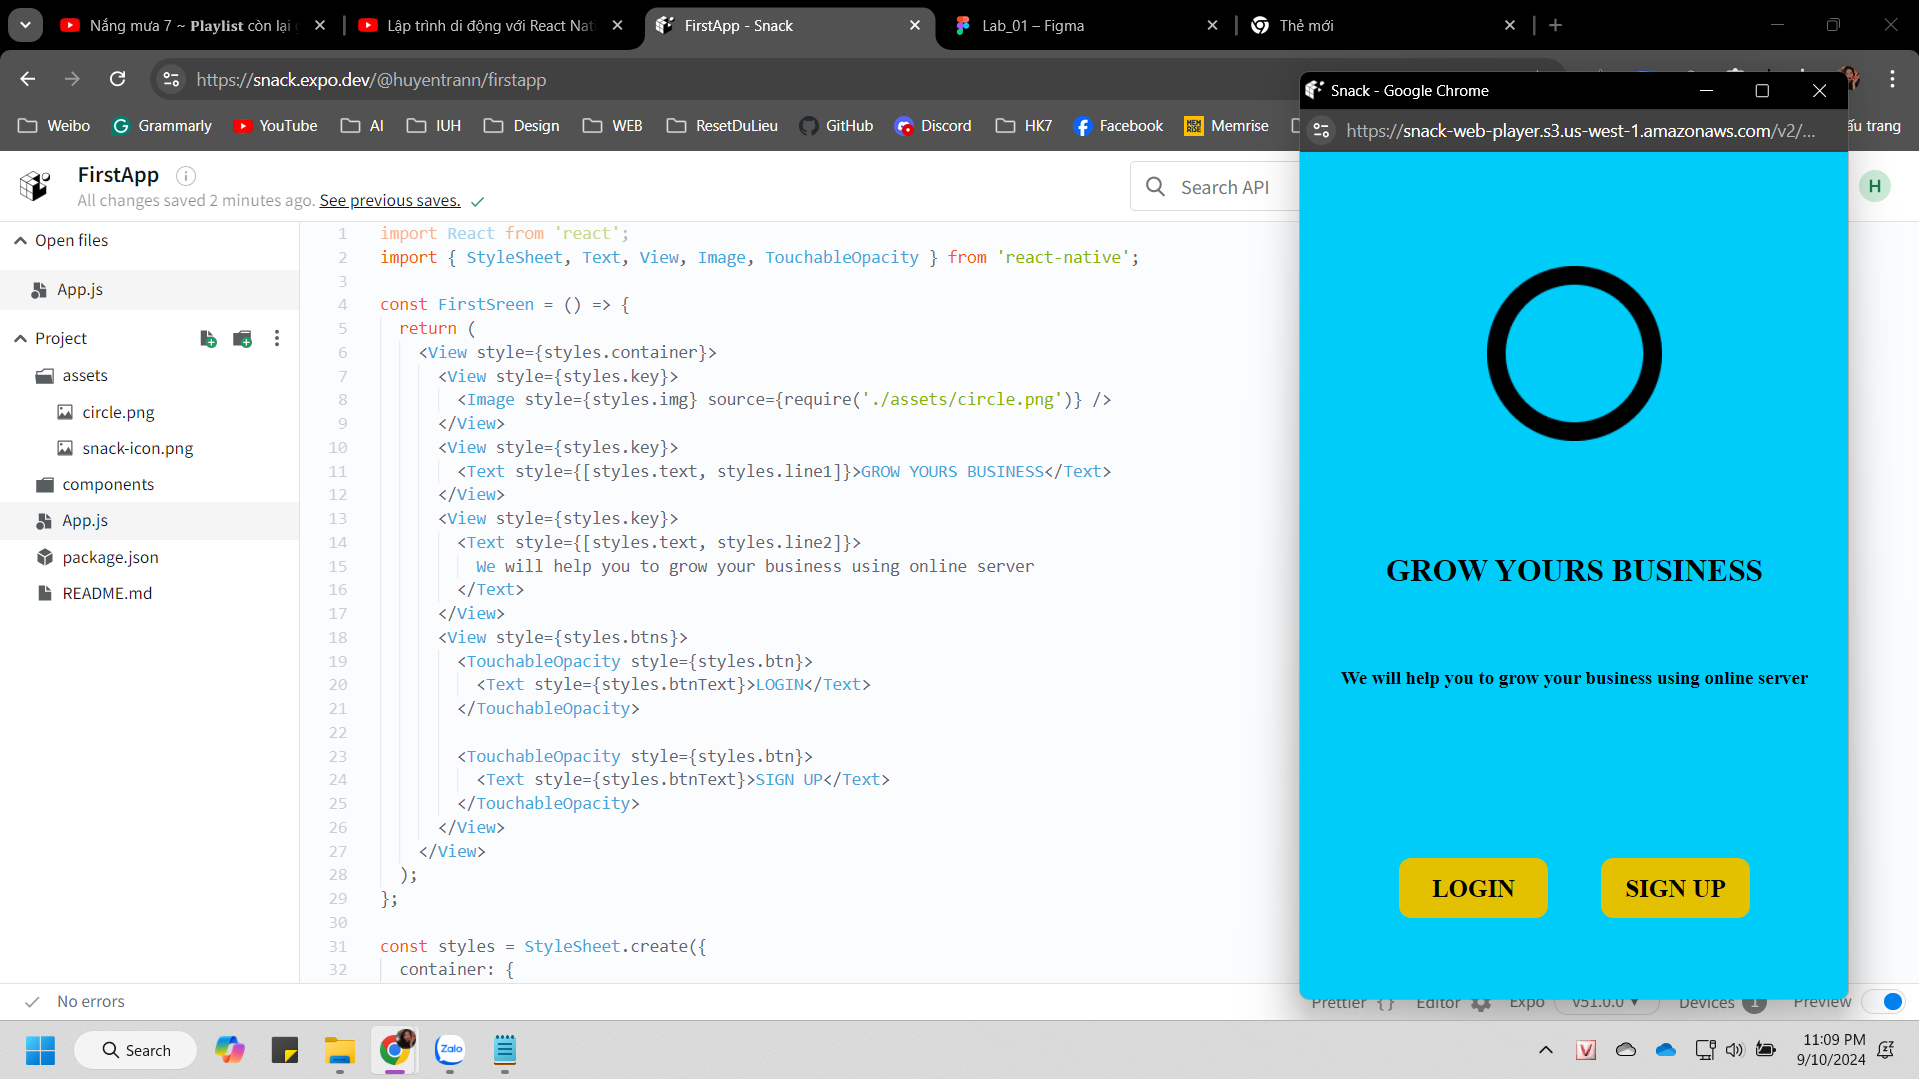 Nắng mưa 7 ~ Playlist còn lại
Lập trình di động với React Nati
FirstApp - Snack
Lab_01 – Figma
Thẻ mới
https://snack.expo.dev/@huyentrann/firstapp
Weibo
Grammarly
YouTube
AI
IUH
Design
WEB
ResetDuLieu
GitHub
Discord
HK7
Facebook
MEM RISE
Memrise
ấu trang
FirstApp
All changes saved 2 minutes ago. See previous saves.
Search API
H
Open files
App.js
Project
assets
circle.png
snack-icon.png
components
App.js
package.json
README.md
1 import React from 'react';
2 import { StyleSheet, Text, View, Image, TouchableOpacity } from 'react-native';
3
4 const FirstSreen = () => {
5 return (
6 <View style={styles.container}>
7 <View style={styles.key}>
8 <Image style={styles.img} source={require('./assets/circle.png')} />
9 </View>
10 <View style={styles.key}>
11 <Text style={[styles.text, styles.line1]}>GROW YOURS BUSINESS</Text>
12 </View>
13 <View style={styles.key}>
14 <Text style={[styles.text, styles.line2]}>
15 We will help you to grow your business using online server
16 </Text>
17 </View>
18 <View style={styles.btns}>
19 <TouchableOpacity style={styles.btn}>
20 <Text style={styles.btnText}>LOGIN</Text>
21 </TouchableOpacity>
22
23 <TouchableOpacity style={styles.btn}>
24 <Text style={styles.btnText}>SIGN UP</Text>
25 </TouchableOpacity>
26 </View>
27 </View>
28 );
29 };
30
31 const styles = StyleSheet.create({
32 container: {
Snack - Google Chrome
https://snack-web-player.s3.us-west-1.amazonaws.com/v2/...
GROW YOURS BUSINESS
We will help you to grow your business using online server
LOGIN
SIGN UP
No errors
Prettier {} Editor Expo v51.0.0 Devices 1 Preview
Search
Zalo
V
11:09 PM
9/10/2024